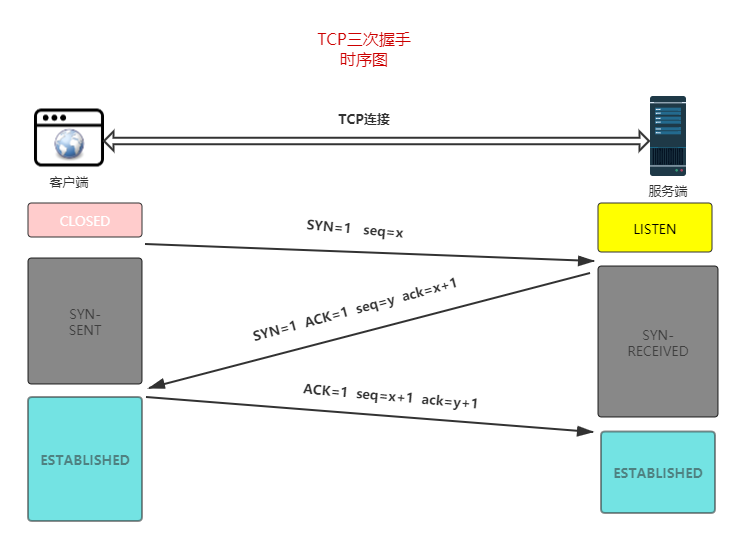 TCP三次握手
时序图
TCP连接
客户端
服务端
CLOSED
LISTEN
SYN=1 seq=x
SYN-
SENT
SYN-
RECEIVED
SYN=1 ACK=1 seq=y ack=x+1
ACK=1 seq=x+1 ack=y+1
ESTABLISHED
ESTABLISHED